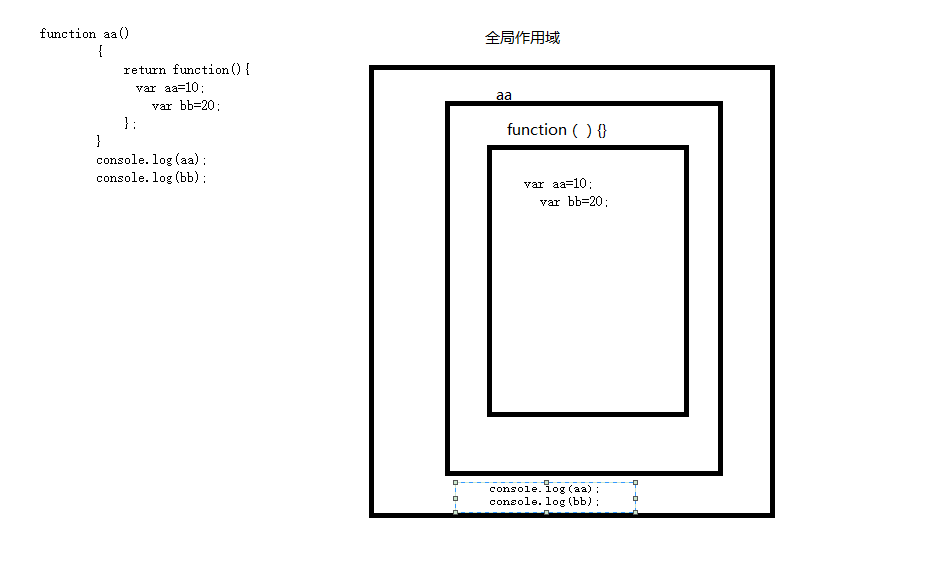 function aa()
{
return function(){
var aa=10;
var bb=20;
};
}
console.log(aa);
console.log(bb);
全局作用域
aa
function ( ) {}
var aa=10;
var bb=20;
console.log(aa);
console.log(bb);